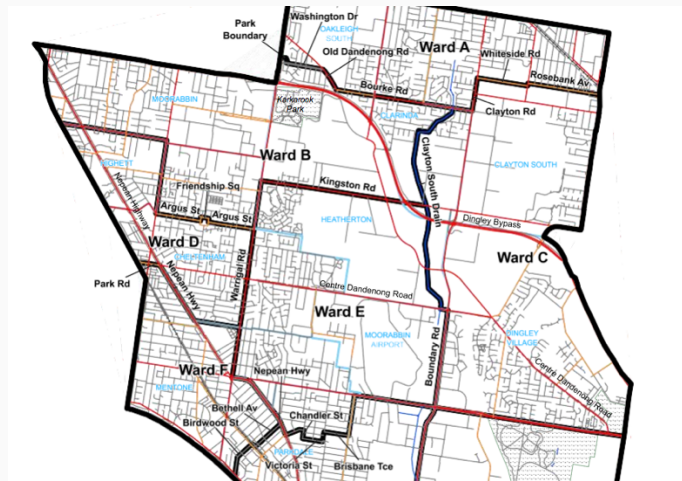 Park
Boundary
Washington Dr
OAKLEIGH
SOUTH
Old Dandenong Rd
Ward A
Whiteside Rd
Rosebank Av
Bourke Rd
Karkarook
Park
MOORABBIN
CLARINDA
Clayton Rd
Ward B
CLAYTON SOUTH
HIGHETT
Nepean Highway
Friendship Sq
Kingston Rd
Clayton South Drain
Argus St
Argus St
HEATHERTON
Dingley Bypass
Ward D
CHELTENHAM
Warrigal Rd
Ward C
Park Rd
Nepean Hwy
Centre Dandenong Road
Ward E
MOORABBIN
AIRPORT
Boundary Rd
DINGLEY
VILLAGE
Centre Dandenong Road
Ward F
Nepean Hwy
MENTONE
Bethell Av
Chandler St
Birdwood St
PARKDALE
Victoria St
Brisbane Tce